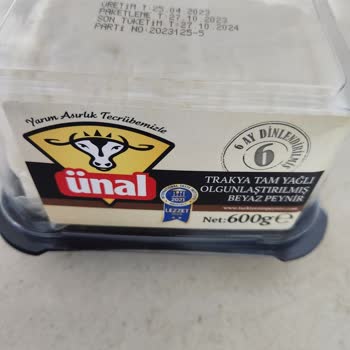 ÜRETİM T:25.04.2023
PAKETLEME T:27.10.2023
SON TÜKETİM T:27.10.2024
PARTİ NO:2023125-5
Yarım Asırlık Tecrübemizle
ünal
6 AY DİNLENDİRİLMİŞ
6
2021
LEZZET
TRAKYA TAM YAĞLI
OLGUNLAŞTIRILMIŞ
BEYAZ PEYNİR
Net:600g℮